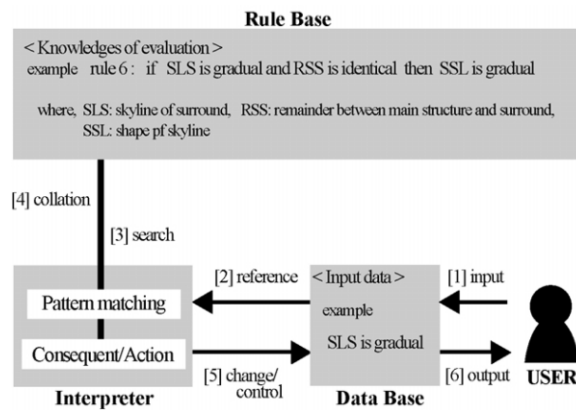 Rule Base
< Knowledges of evaluation >
example rule 6 : if SLS is gradual and RSS is identical then SSL is gradual
where, SLS: skyline of surround, RSS: remainder between main structure and surround,
SSL: shape pf skyline
[4] collation
[3] search
[2] reference
< Input data >
[1] input
Pattern matching
example
SLS is gradual
Consequent/Action
[5] change/
control
[6] output
USER
Interpreter
Data Base